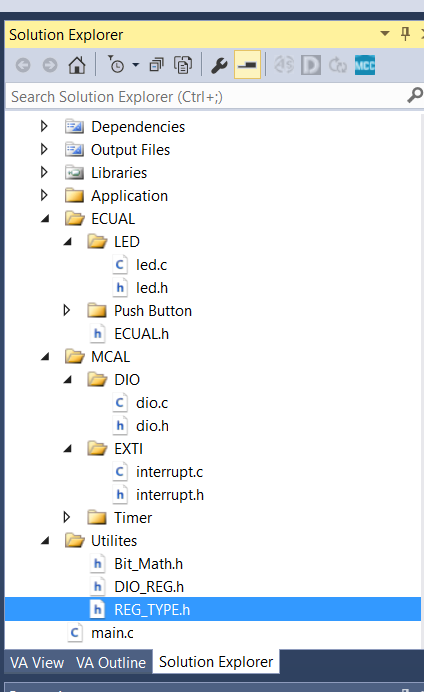 Solution Explorer
MCC
Search Solution Explorer (Ctrl+;)
Dependencies
Output Files
Libraries
Application
ECUAL
LED
C led.c
h led.h
Push Button
h ECUAL.h
MCAL
DIO
C dio.c
h dio.h
EXTI
C interrupt.c
h interrupt.h
Timer
Utilites
h Bit_Math.h
h DIO_REG.h
h REG_TYPE.h
C main.c
VA View VA Outline Solution Explorer